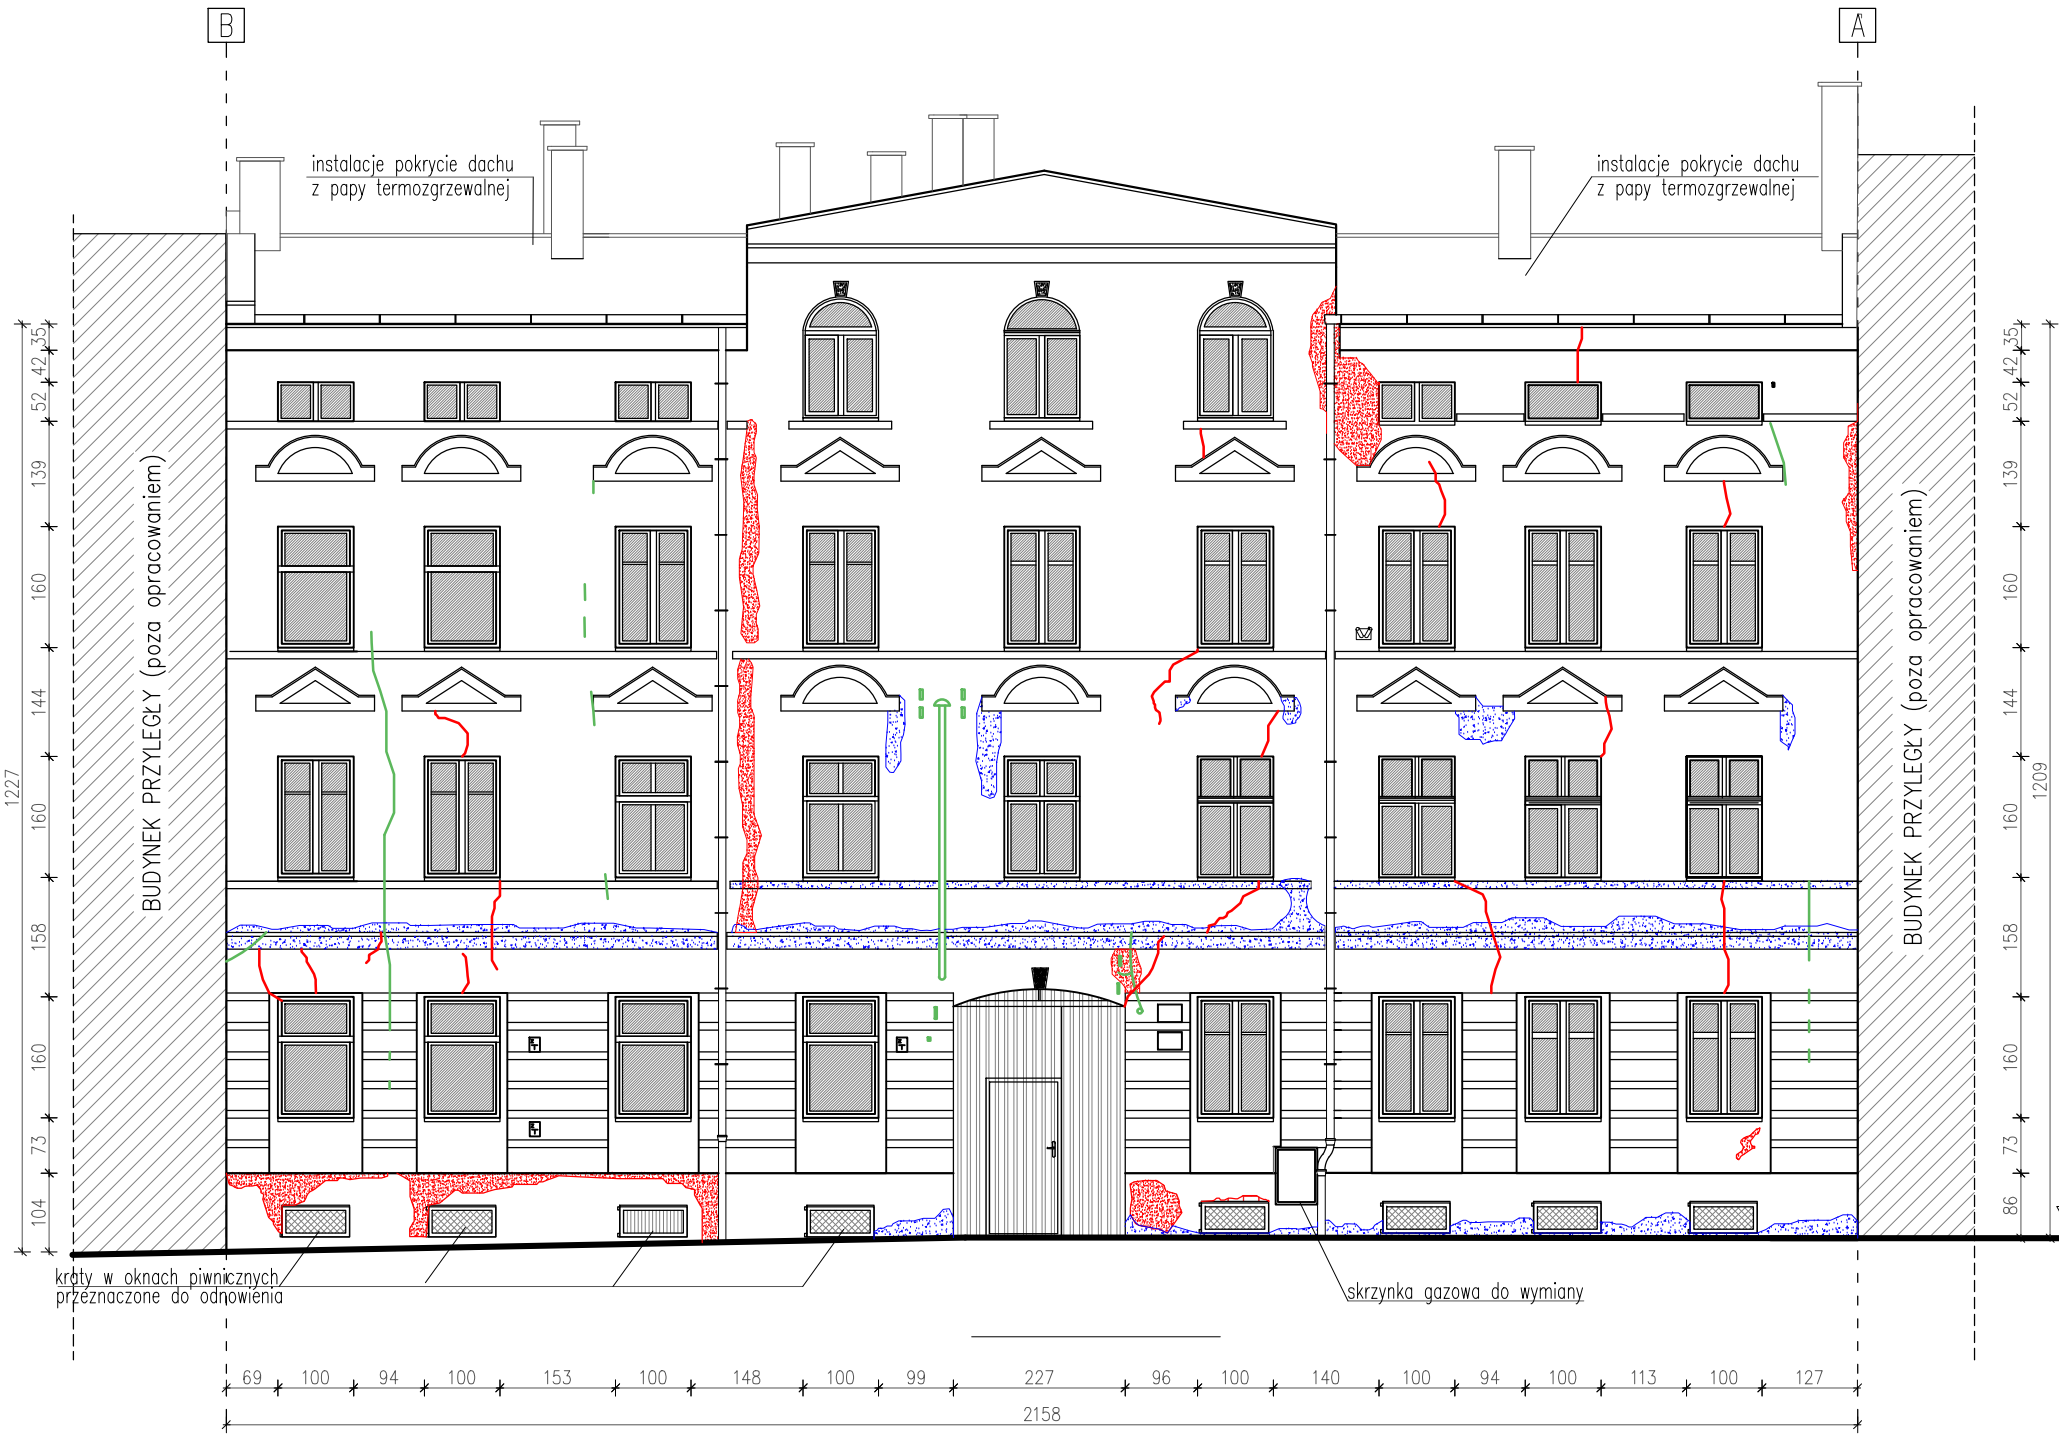 B
A
instalacje pokrycie dachu
z papy termozgrzewalnej
instalacje pokrycie dachu
z papy termozgrzewalnej
BUDYNEK PRZYLEGŁY (poza opracowaniem)
BUDYNEK PRZYLEGŁY (poza opracowaniem)
35
42
52
139
160
144
160
158
160
73
104
1227
35
42
52
139
160
144
160
158
160
73
86
1209
kraty w oknach piwnicznych
przeznaczone do odnowienia
skrzynka gazowa do wymiany
69 100 94 100 153 100 148 100 99 227 96 100 140 100 94 100 113 100 127
2158